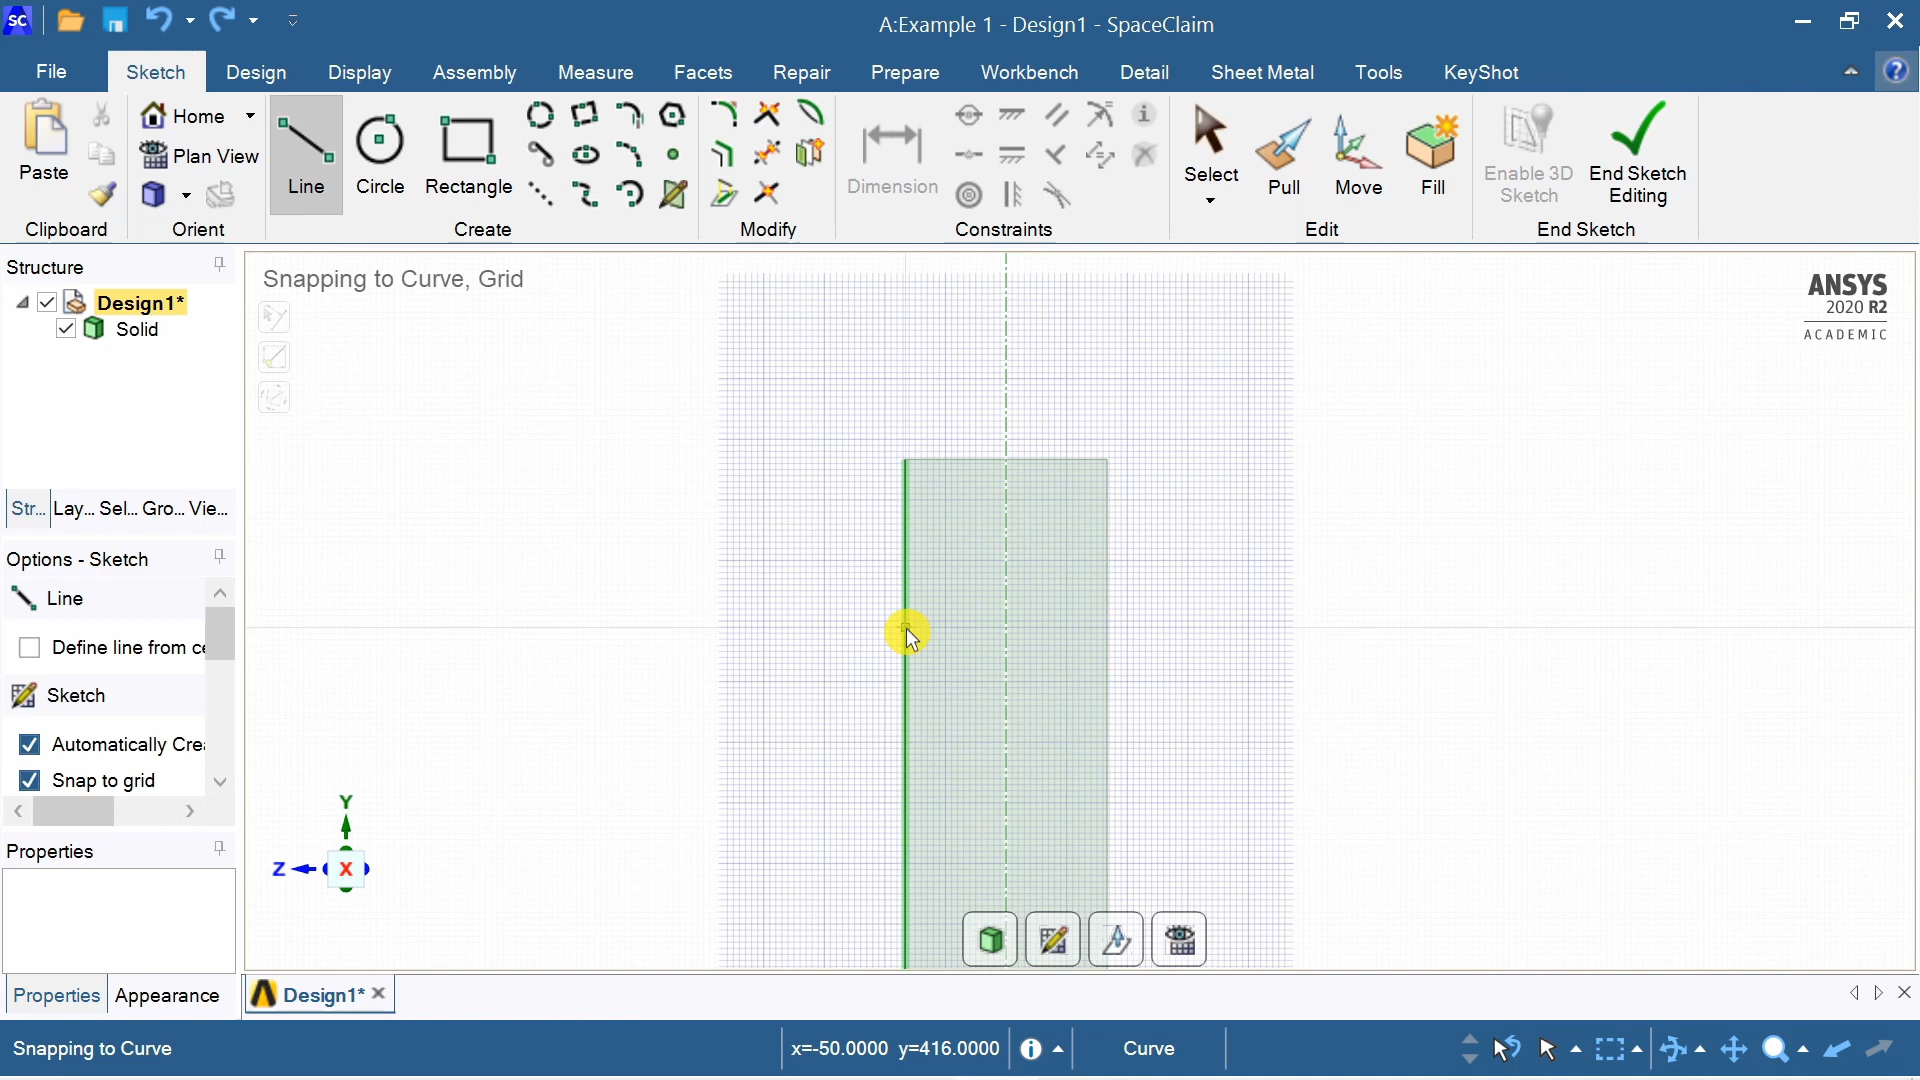 SC
A:Example 1 - Design1 - SpaceClaim
File Sketch Design Display Assembly Measure Facets Repair Prepare Workbench Detail Sheet Metal Tools KeyShot
Paste
Clipboard
Home
Plan View
Orient
Line
Circle
Rectangle
Create
Modify
Dimension
Constraints
Select
Pull
Move
Fill
Edit
Enable 3D
Sketch
End Sketch
Editing
End Sketch
Structure
Design1*
Solid
Str... Lay... Sel... Gro... Vie...
Options - Sketch
Line
Define line from ce
Sketch
Automatically Crea
Snap to grid
Properties
Properties Appearance
Snapping to Curve, Grid
ANSYS
2020 R2
ACADEMIC
Y
Z
X
Design1*
Snapping to Curve
x=-50.0000 y=416.0000
Curve